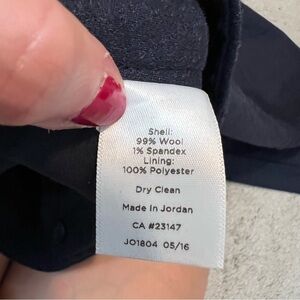 Shell:
99% Wool
1% Spandex
Lining:
100% Polyester
Dry Clean
Made in Jordan
CA #23147
JO1804 05/16